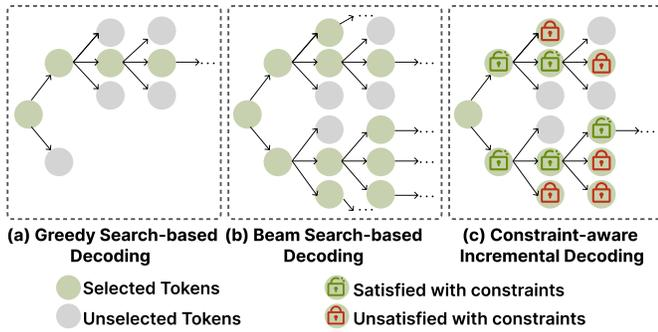 (a) Greedy Search-based
Decoding
(b) Beam Search-based
Decoding
(c) Constraint-aware
Incremental Decoding
Selected Tokens
Unselected Tokens
Satisfied with constraints
Unsatisfied with constraints